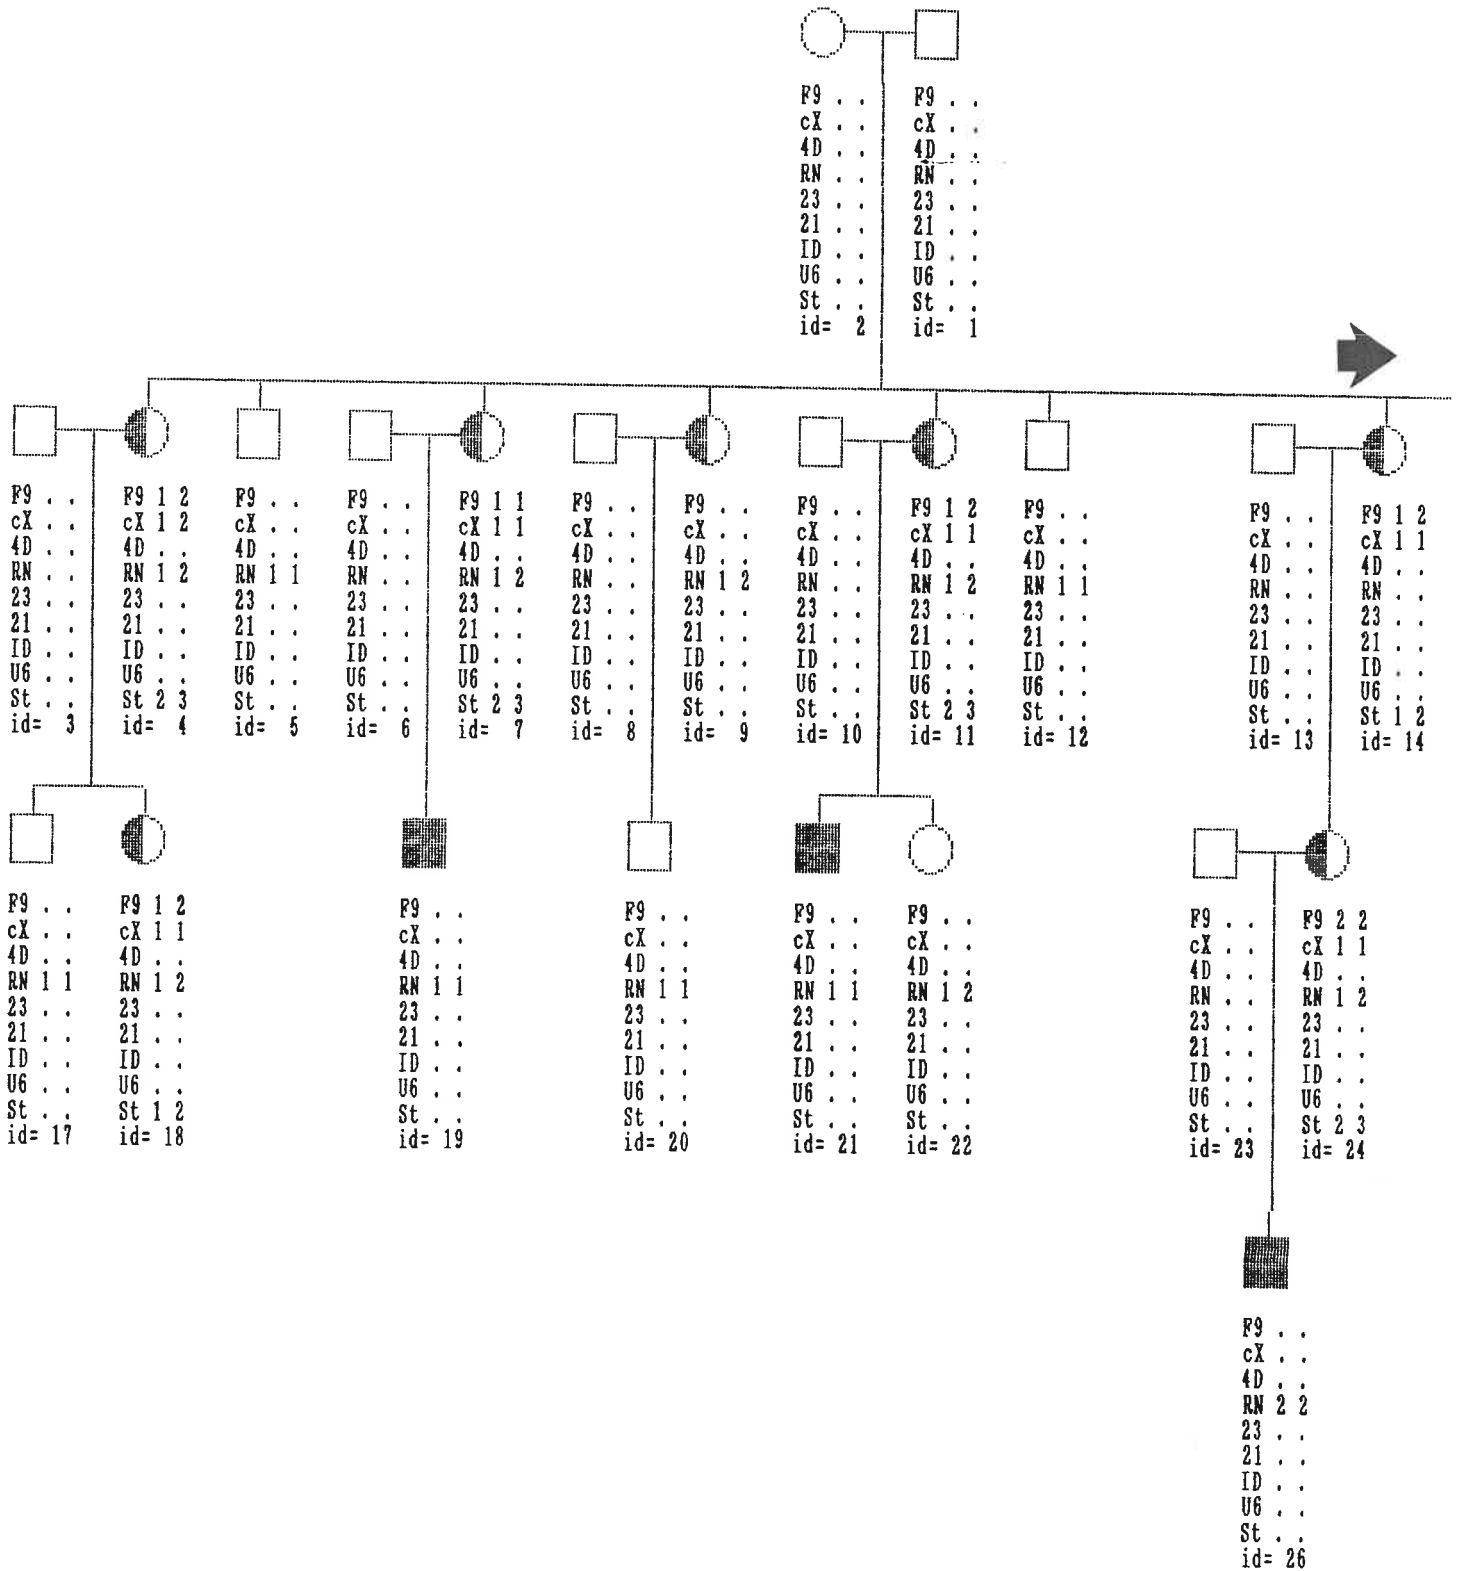 F9 . .
cX . .
4D . .
RN . .
23 . .
21 . .
ID . .
U6 . .
St . .
id= 2
F9 . .
cX . .
4D . .
RN . .
23 . .
21 . .
ID . .
U6 . .
St . .
id= 1
F9 . .
cX . .
4D . .
RN . .
23 . .
21 . .
ID . .
U6 . .
St . .
id= 3
F9 1 2
cX 1 2
4D . .
RN 1 2
23 . .
21 . .
ID . .
U6 . .
St 2 3
id= 4
F9 . .
cX . .
4D . .
RN 1 1
23 . .
21 . .
ID . .
U6 . .
St . .
id= 5
F9 . .
cX . .
4D . .
RN . .
23 . .
21 . .
ID . .
U6 . .
St . .
id= 6
F9 1 1
cX 1 1
4D . .
RN 1 2
23 . .
21 . .
ID . .
U6 . .
St 2 3
id= 7
F9 . .
cX . .
4D . .
RN . .
23 . .
21 . .
ID . .
U6 . .
St . .
id= 8
F9 . .
cX . .
4D . .
RN 1 2
23 . .
21 . .
ID . .
U6 . .
St . .
id= 9
F9 . .
cX . .
4D . .
RN . .
23 . .
21 . .
ID . .
U6 . .
St . .
id= 10
F9 1 2
cX 1 1
4D . .
RN 1 2
23 . .
21 . .
ID . .
U6 . .
St 2 3
id= 11
F9 . .
cX . .
4D . .
RN 1 1
23 . .
21 . .
ID . .
U6 . .
St . .
id= 12
F9 . .
cX . .
4D . .
RN . .
23 . .
21 . .
ID . .
U6 . .
St . .
id= 13
F9 1 2
cX 1 1
4D . .
RN . .
23 . .
21 . .
ID . .
U6 . .
St 1 2
id= 14
F9 . .
cX . .
4D . .
RN 1 1
23 . .
21 . .
ID . .
U6 . .
St . .
id= 17
F9 1 2
cX 1 1
4D . .
RN 1 2
23 . .
21 . .
ID . .
U6 . .
St 1 2
id= 18
F9 . .
cX . .
4D . .
RN 1 1
23 . .
21 . .
ID . .
U6 . .
St . .
id= 19
F9 . .
cX . .
4D . .
RN 1 1
23 . .
21 . .
ID . .
U6 . .
St . .
id= 20
F9 . .
cX . .
4D . .
RN 1 1
23 . .
21 . .
ID . .
U6 . .
St . .
id= 21
F9 . .
cX . .
4D . .
RN 1 2
23 . .
21 . .
ID . .
U6 . .
St . .
id= 22
F9 . .
cX . .
4D . .
RN . .
23 . .
21 . .
ID . .
U6 . .
St . .
id= 23
F9 2 2
cX 1 1
4D . .
RN 1 2
23 . .
21 . .
ID . .
U6 . .
St 2 3
id= 24
F9 . .
cX . .
4D . .
RN 2 2
23 . .
21 . .
ID . .
U6 . .
St . .
id= 26